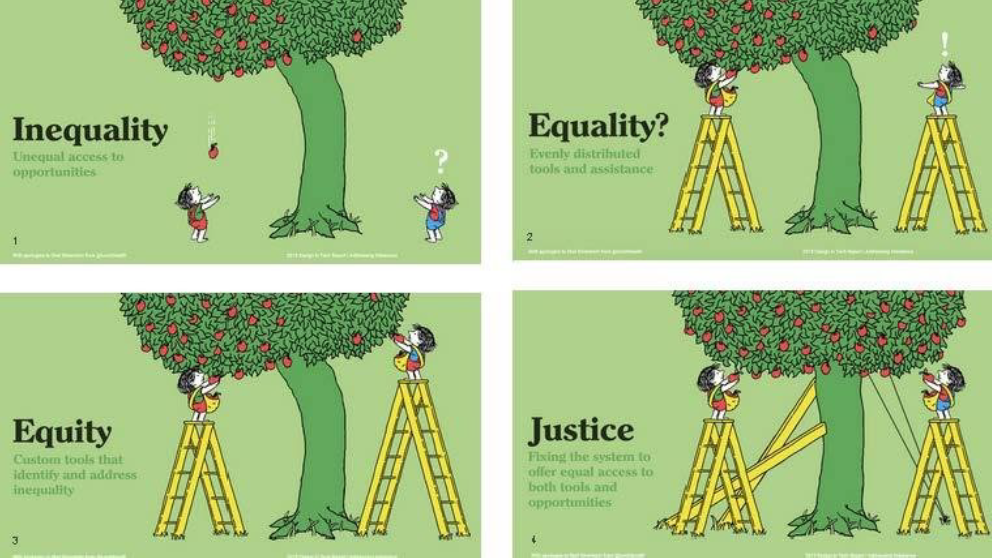 Inequality
Unequal access to
opportunities
?
1
Equality?
Evenly distributed
tools and assistance
!
2
Equity
Custom tools that
identify and address
inequality
3
Justice
Fixing the system to
offer equal access to
both tools and
opportunities
4